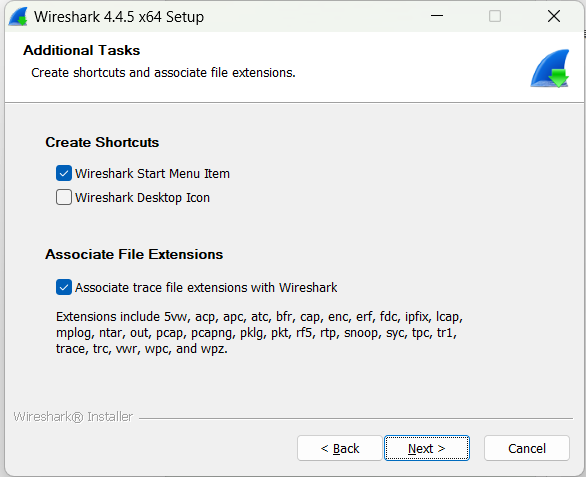 Wireshark 4.4.5 x64 Setup
Additional Tasks
Create shortcuts and associate file extensions.
Create Shortcuts
Wireshark Start Menu Item
Wireshark Desktop Icon
Associate File Extensions
Associate trace file extensions with Wireshark
Extensions include 5vw, acp, apc, atc, bfr, cap, enc, erf, fdc, ipfix, lcap,
mplog, ntar, out, pcap, pcapng, pklg, pkt, rf5, rtp, snoop, syc, tpc, tr1,
trace, trc, vwr, wpc, and wpz.
Wireshark® Installer
< Back
Next >
Cancel